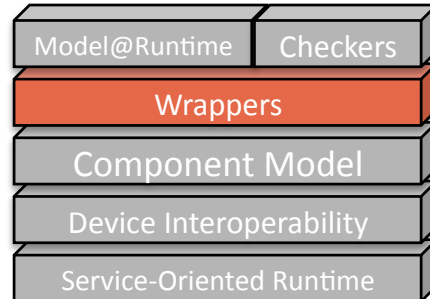 Model@Runtime Checkers
Wrappers
Component Model
Device Interoperability
Service-Oriented Runtime